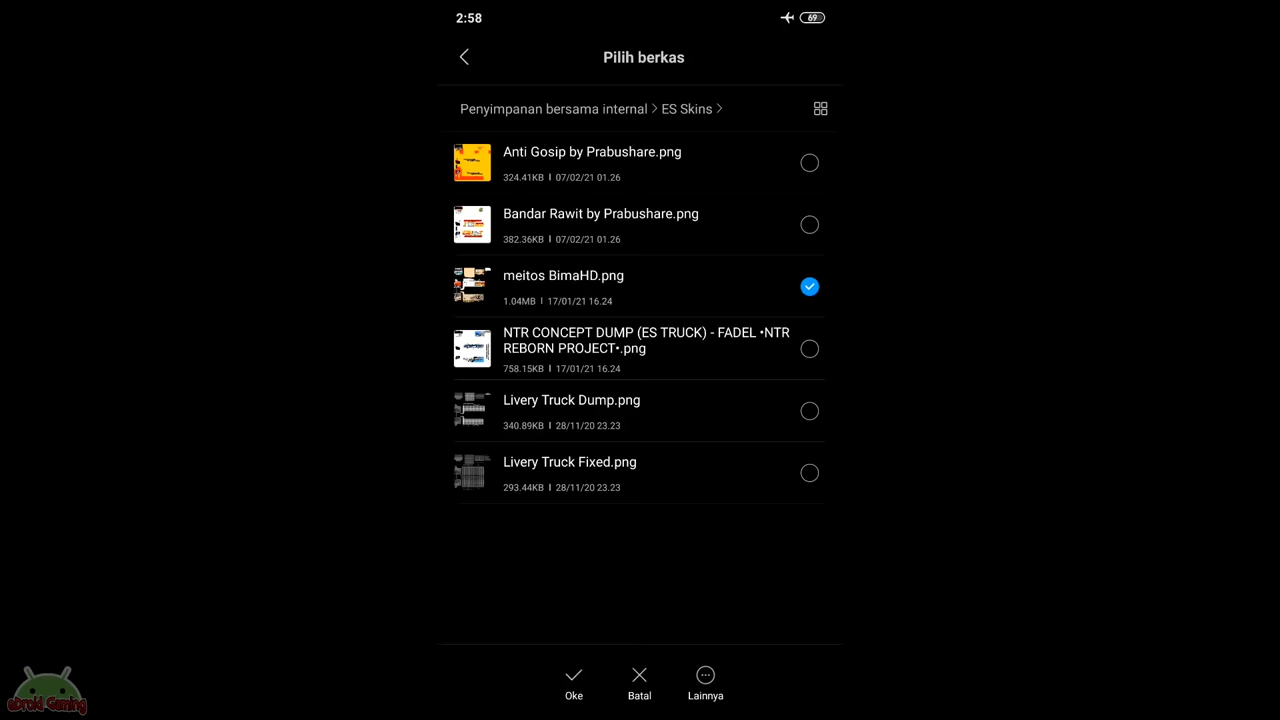 2:58
69
Pilih berkas
Penyimpanan bersama internal > ES Skins >
Anti Gosip by Prabushare.png
324.41KB | 07/02/21 01.26
Bandar Rawit by Prabushare.png
382.36KB | 07/02/21 01.26
meitos BimaHD.png
1.04MB | 17/01/21 16.24
NTR CONCEPT DUMP (ES TRUCK) - FADEL •NTR
REBORN PROJECT•.png
758.15KB | 17/01/21 16.24
Livery Truck Dump.png
340.89KB | 28/11/20 23.23
Livery Truck Fixed.png
293.44KB | 28/11/20 23.23
Oke
Batal
Lainnya
eDroid Gaming